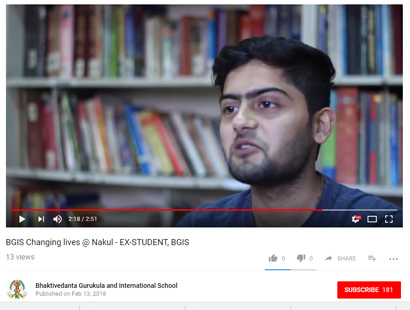 2:18 / 2:51
BGIS Changing lives @ Nakul - EX-STUDENT, BGIS
13 views
0 0 SHARE
Bhaktivedanta Gurukula and International School
Published on Feb 13, 2018
SUBSCRIBE 181